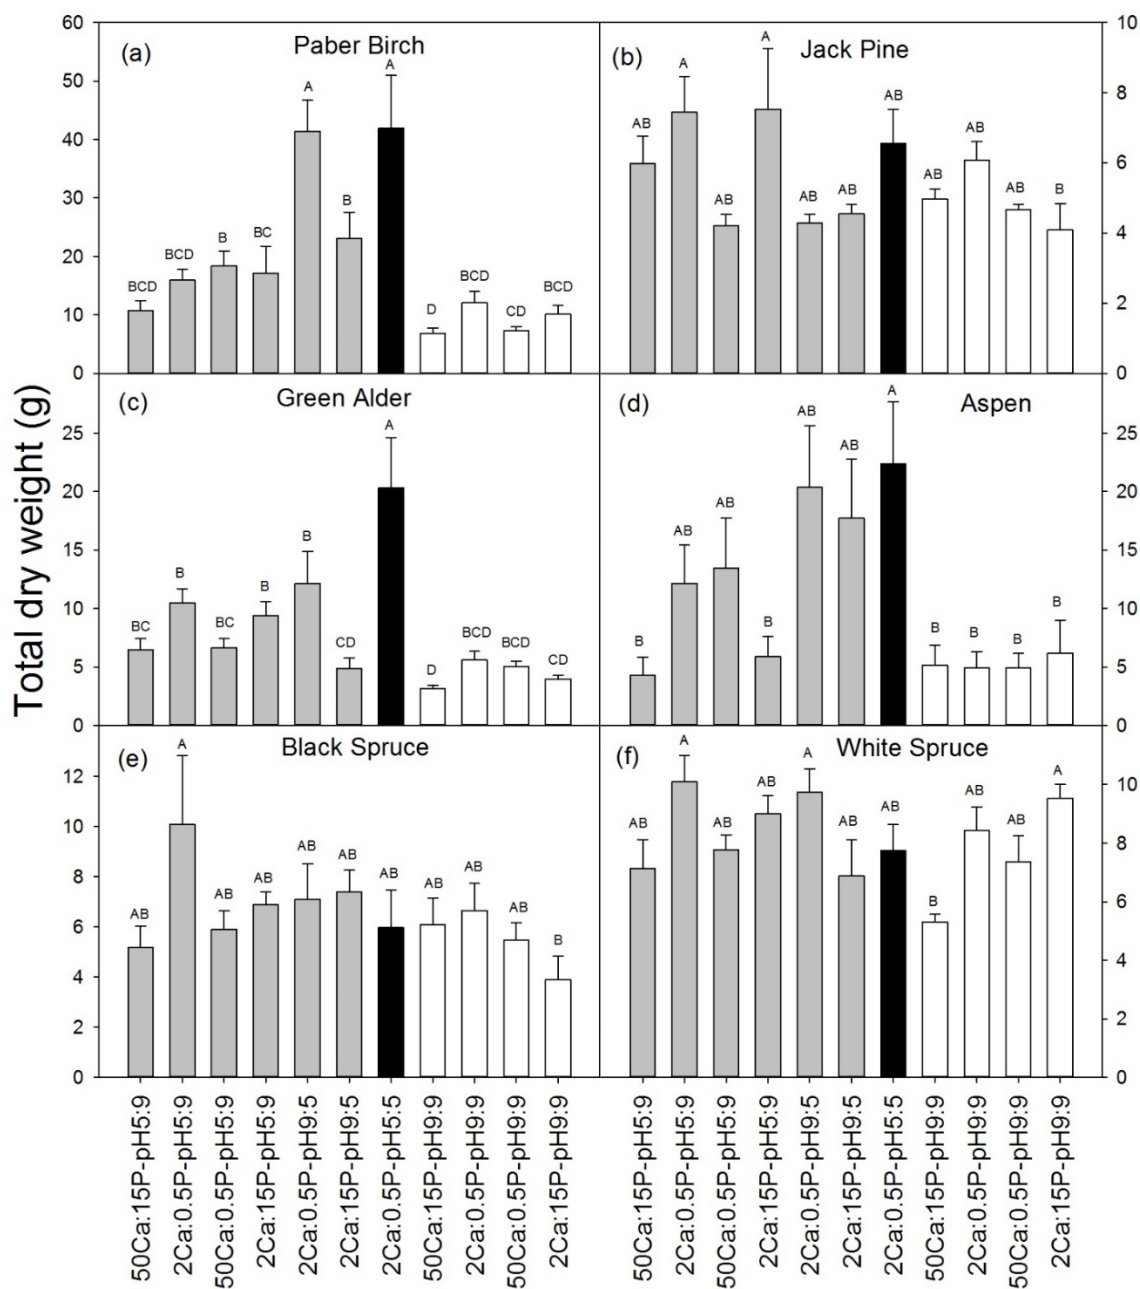 Total dry weight (g)
(a) Paber Birch
60
50
40
30
20
10
0
BCD BCD B BC A B A D BCD CD BCD
(b) Jack Pine
10
8
6
4
2
0
AB A AB A AB AB AB AB AB AB B
(c) Green Alder
25
20
15
10
5
0
BC B BC B B CD A D BCD BCD CD
(d) Aspen
25
20
15
10
5
0
B AB AB B AB AB A B B B B
(e) Black Spruce
12
10
8
6
4
2
0
AB A AB AB AB AB AB AB AB AB B
(f) White Spruce
10
8
6
4
2
0
AB A AB AB A AB AB B AB AB A
50Ca:15P-pH5:9
2Ca:0.5P-pH5:9
50Ca:0.5P-pH5:9
2Ca:15P-pH5:9
2Ca:0.5P-pH9:5
2Ca:15P-pH9:5
2Ca:0.5P-pH5:5
50Ca:15P-pH9:9
2Ca:0.5P-pH9:9
50Ca:0.5P-pH9:9
2Ca:15P-pH9:9
50Ca:15P-pH5:9
2Ca:0.5P-pH5:9
50Ca:0.5P-pH5:9
2Ca:15P-pH5:9
2Ca:0.5P-pH9:5
2Ca:15P-pH9:5
2Ca:0.5P-pH5:5
50Ca:15P-pH9:9
2Ca:0.5P-pH9:9
50Ca:0.5P-pH9:9
2Ca:15P-pH9:9